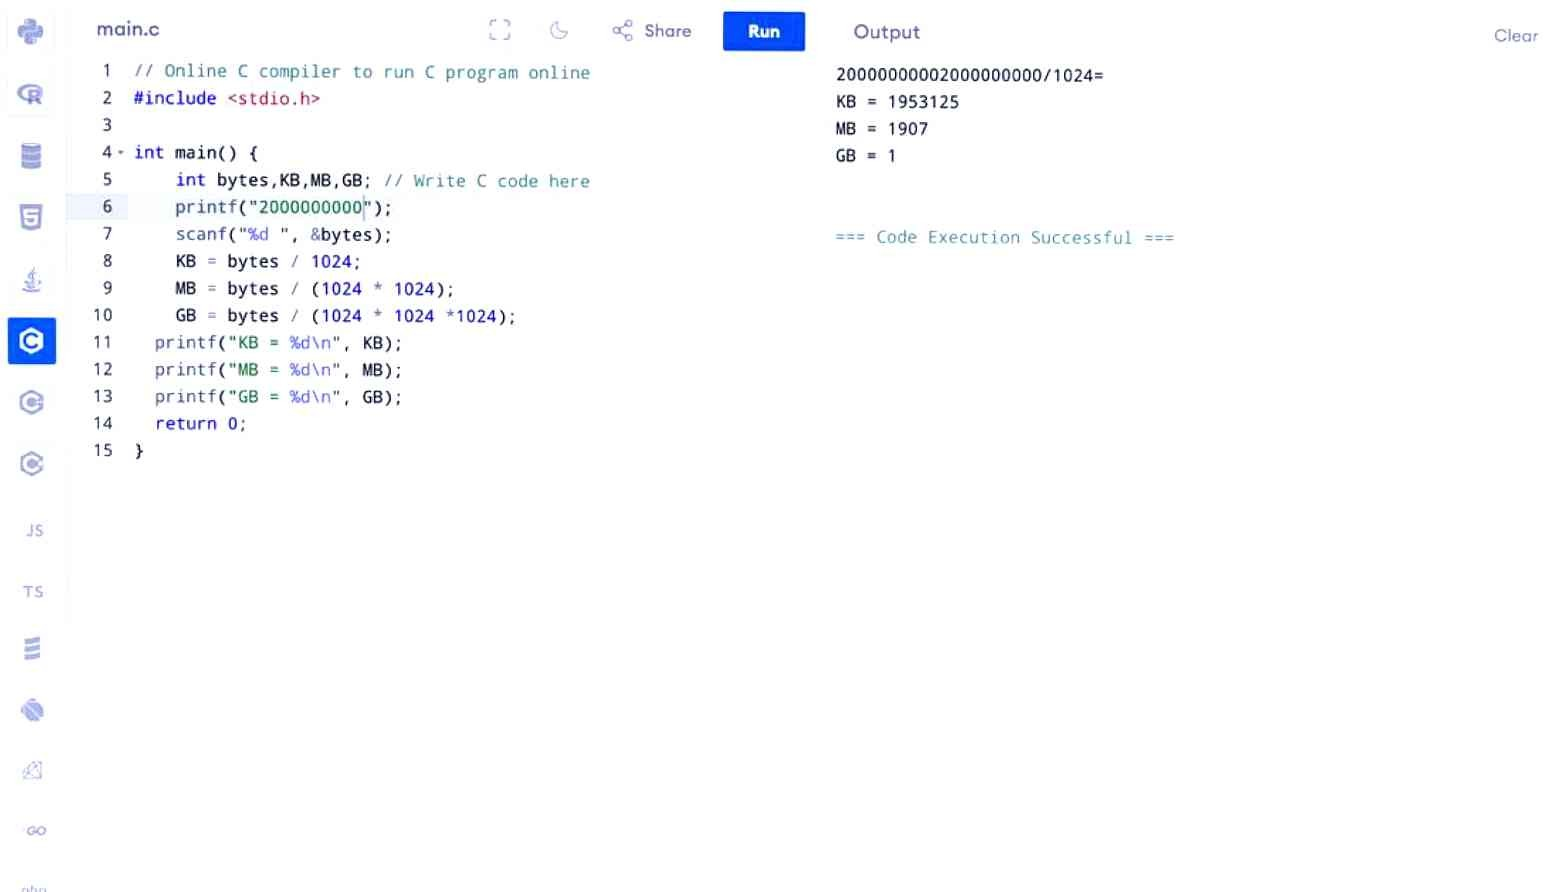 main.c
Share
Run
Output
Clear
1 // Online C compiler to run C program online
2 #include <stdio.h>
3
4 int main() {
5 int bytes,KB,MB,GB; // Write C code here
6 printf("2000000000");
7 scanf("%d ", &bytes);
8 KB = bytes / 1024;
9 MB = bytes / (1024 * 1024);
10 GB = bytes / (1024 * 1024 *1024);
11 printf("KB = %d\n", KB);
12 printf("MB = %d\n", MB);
13 printf("GB = %d\n", GB);
14 return 0;
15 }
20000000002000000000/1024=
KB = 1953125
MB = 1907
GB = 1
=== Code Execution Successful ===
R
5
C
JS
TS
GO
php